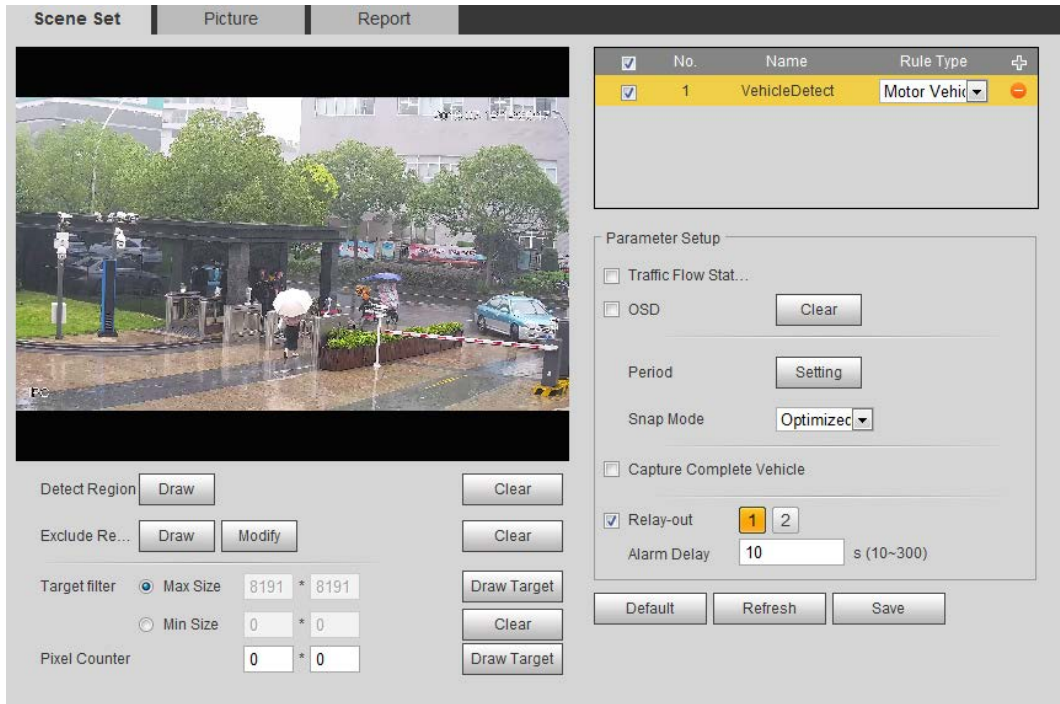 Scene Set Picture Report
No. Name Rule Type
1 VehicleDetect Motor Vehic
Parameter Setup
Traffic Flow Stat...
OSD Clear
Period Setting
Snap Mode Optimizec
Capture Complete Vehicle
Relay-out 1 2
Alarm Delay 10 s (10~300)
Default Refresh Save
Detect Region Draw Clear
Exclude Re... Draw Modify Clear
Target filter Max Size 8191 * 8191 Draw Target
Min Size 0 * 0 Clear
Pixel Counter 0 * 0 Draw Target